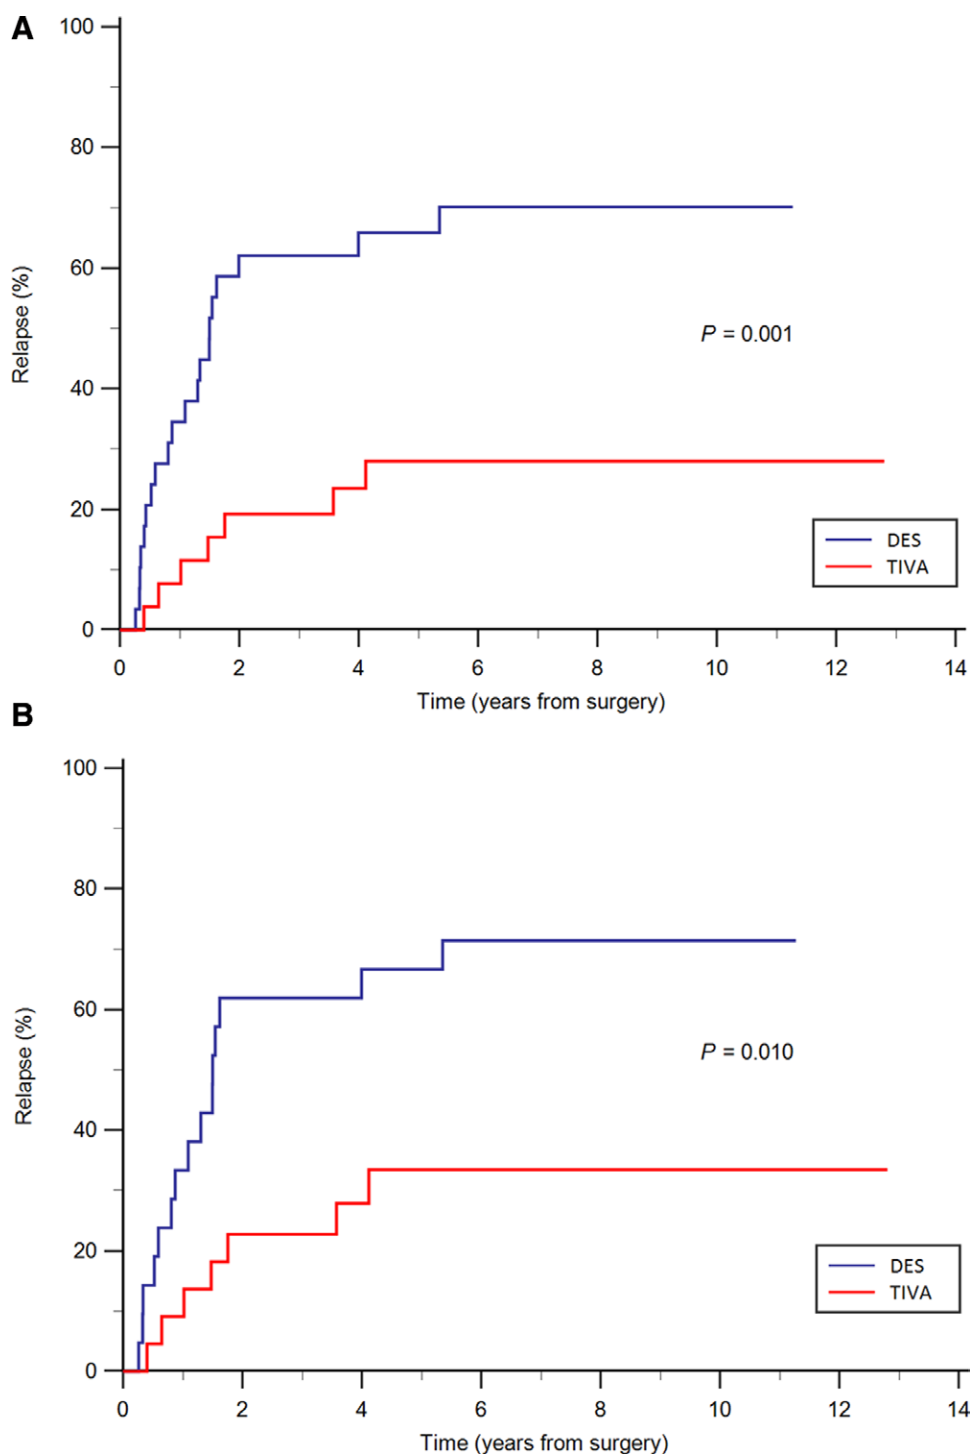 A
100
80
60
40
20
0
Relapse (%)
P = 0.001
DES
TIVA
0 2 4 6 8 10 12 14
Time (years from surgery)
B
100
80
60
40
20
0
Relapse (%)
P = 0.010
DES
TIVA
0 2 4 6 8 10 12 14
Time (years from surgery)